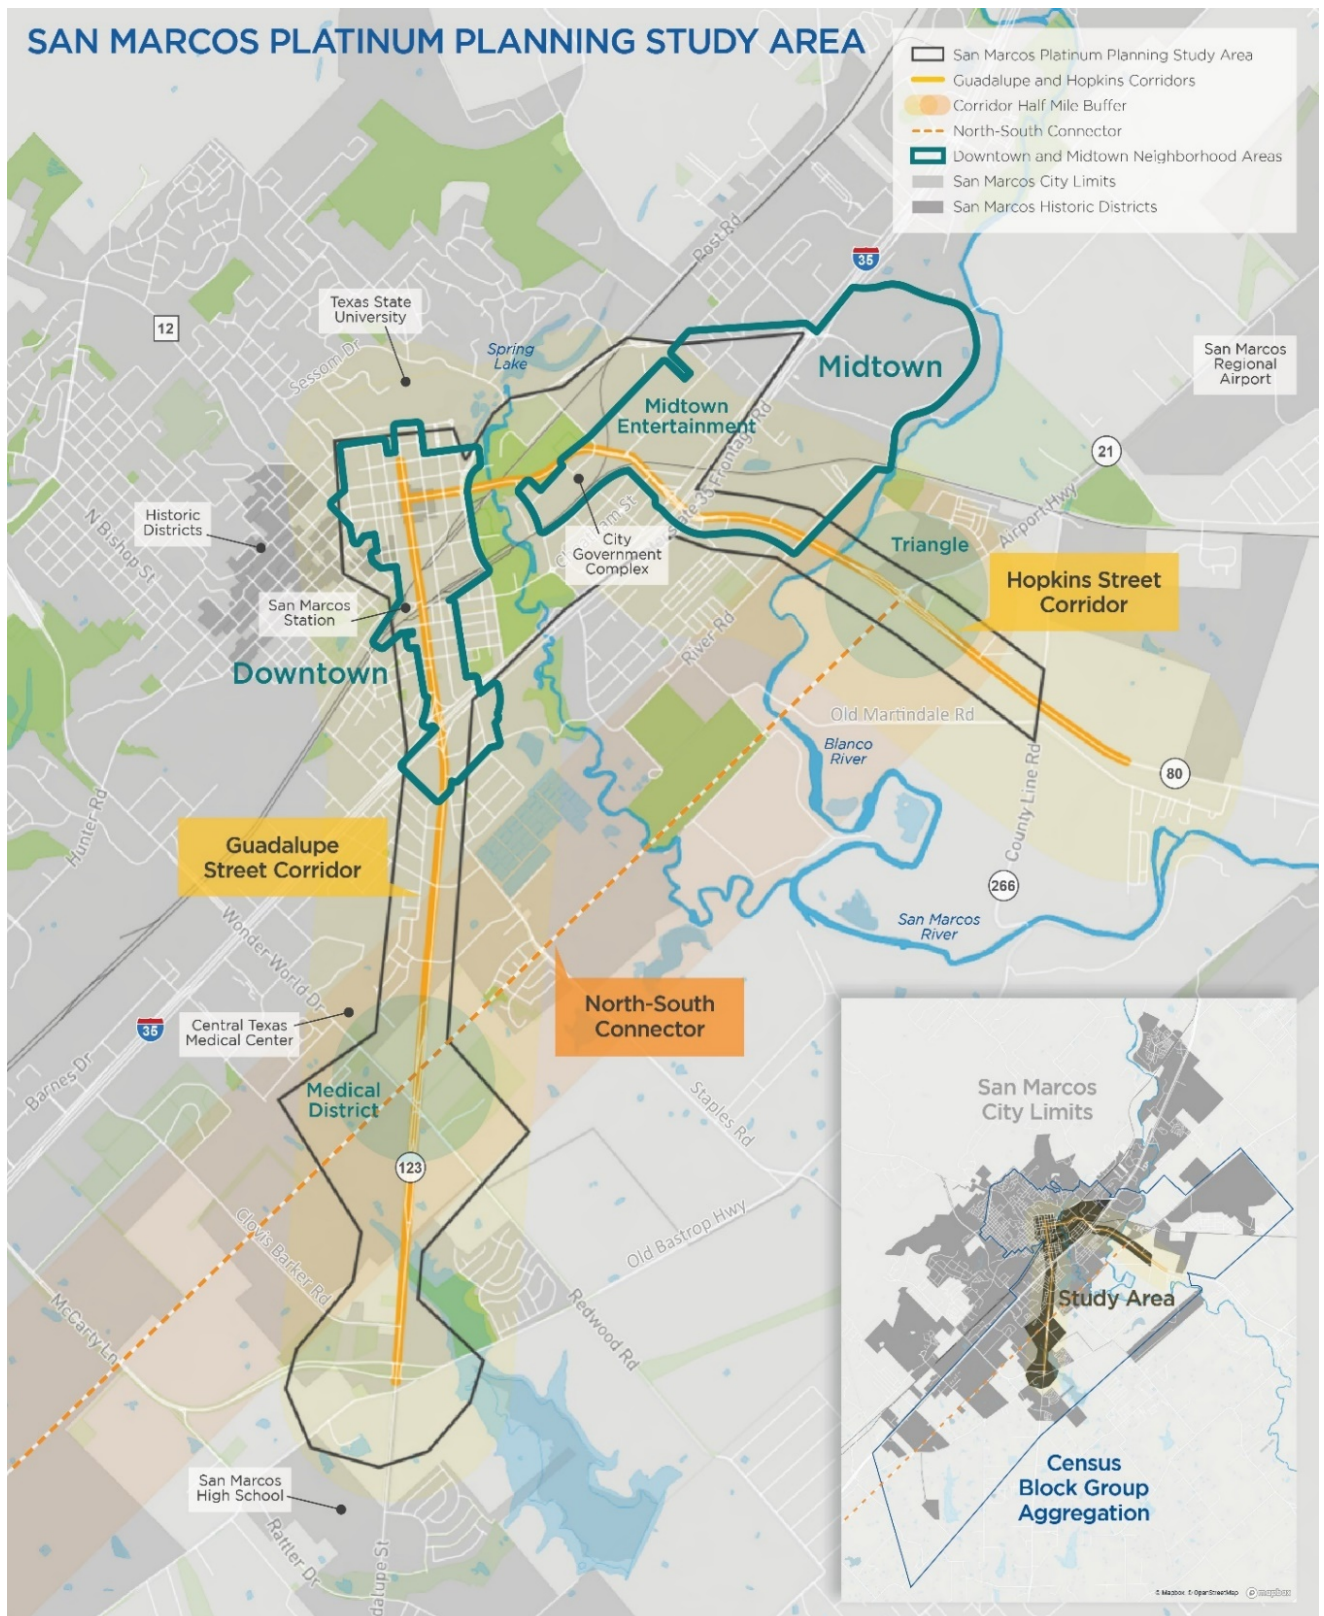 SAN MARCOS PLATINUM PLANNING STUDY AREA
San Marcos Platinum Planning Study Area
Guadalupe and Hopkins Corridors
Corridor Half Mile Buffer
North-South Connector
Downtown and Midtown Neighborhood Areas
San Marcos City Limits
San Marcos Historic Districts
Post Rd
35
Texas State
University
12
Spring
Lake
Sessom Dr
San Marcos
Regional
Airport
Midtown
Midtown
Entertainment
21
Airport Hwy
Historic
Districts
N Bishop St
City
Government
Complex
Triangle
Hopkins Street
Corridor
San Marcos
Station
River Rd
Downtown
Old Martindale Rd
Blanco
River
80
County Line Rd
Hunter Rd
Guadalupe
Street Corridor
266
San Marcos
River
Wonder World Dr
North-South
Connector
Central Texas
Medical Center
35
Barnes Dr
Medical
District
Staples Rd
123
Old Bastrop Hwy
Clovis Barker Rd
Redwood Rd
McCarty Ln
San Marcos
High School
Rattler Dr
dalupe St
San Marcos
City Limits
Study Area
Census
Block Group
Aggregation
© Mapbox © OpenStreetMap
mapbox